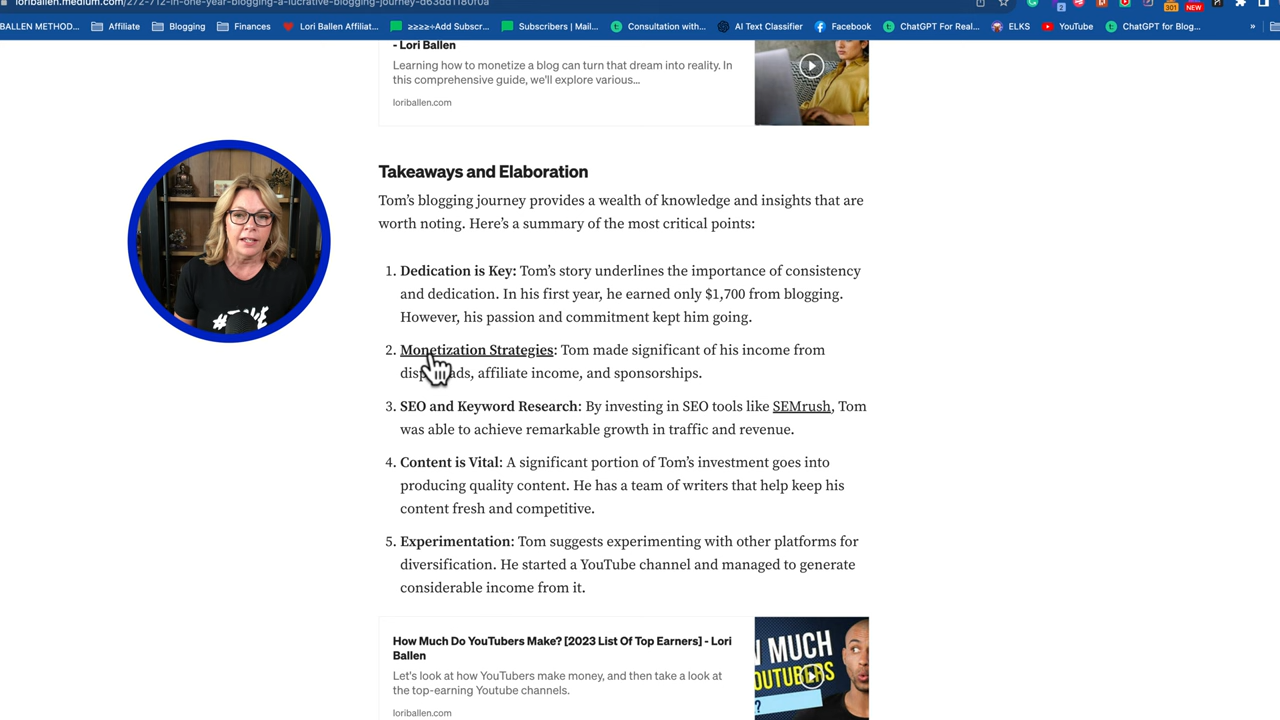 loriballen.medium.com/272-712-in-one-year-blogging-a-lucrative-blogging-journey-d63dd1180f0a
BALLEN METHOD... Affiliate Blogging Finances Lori Ballen Affiliat... ≥≥≥÷Add Subscr... Subscribers | Mail... Consultation with... AI Text Classifier Facebook ChatGPT For Real... ELKS YouTube ChatGPT for Blog... »
2 301 NEW
- Lori Ballen
Learning how to monetize a blog can turn that dream into reality. In
this comprehensive guide, we'll explore various...
loriballen.com
Takeaways and Elaboration
Tom's blogging journey provides a wealth of knowledge and insights that are
worth noting. Here's a summary of the most critical points:
1. Dedication is Key: Tom's story underlines the importance of consistency
and dedication. In his first year, he earned only $1,700 from blogging.
However, his passion and commitment kept him going.
2. Monetization Strategies: Tom made significant of his income from
disp ads, affiliate income, and sponsorships.
3. SEO and Keyword Research: By investing in SEO tools like SEMrush, Tom
was able to achieve remarkable growth in traffic and revenue.
4. Content is Vital: A significant portion of Tom's investment goes into
producing quality content. He has a team of writers that help keep his
content fresh and competitive.
5. Experimentation: Tom suggests experimenting with other platforms for
diversification. He started a YouTube channel and managed to generate
considerable income from it.
How Much Do YouTubers Make? [2023 List Of Top Earners] - Lori
Ballen
Let's look at how YouTubers make money, and then take a look at
the top-earning Youtube channels.
loriballen.com
W MUCH
OUTUBERS
?